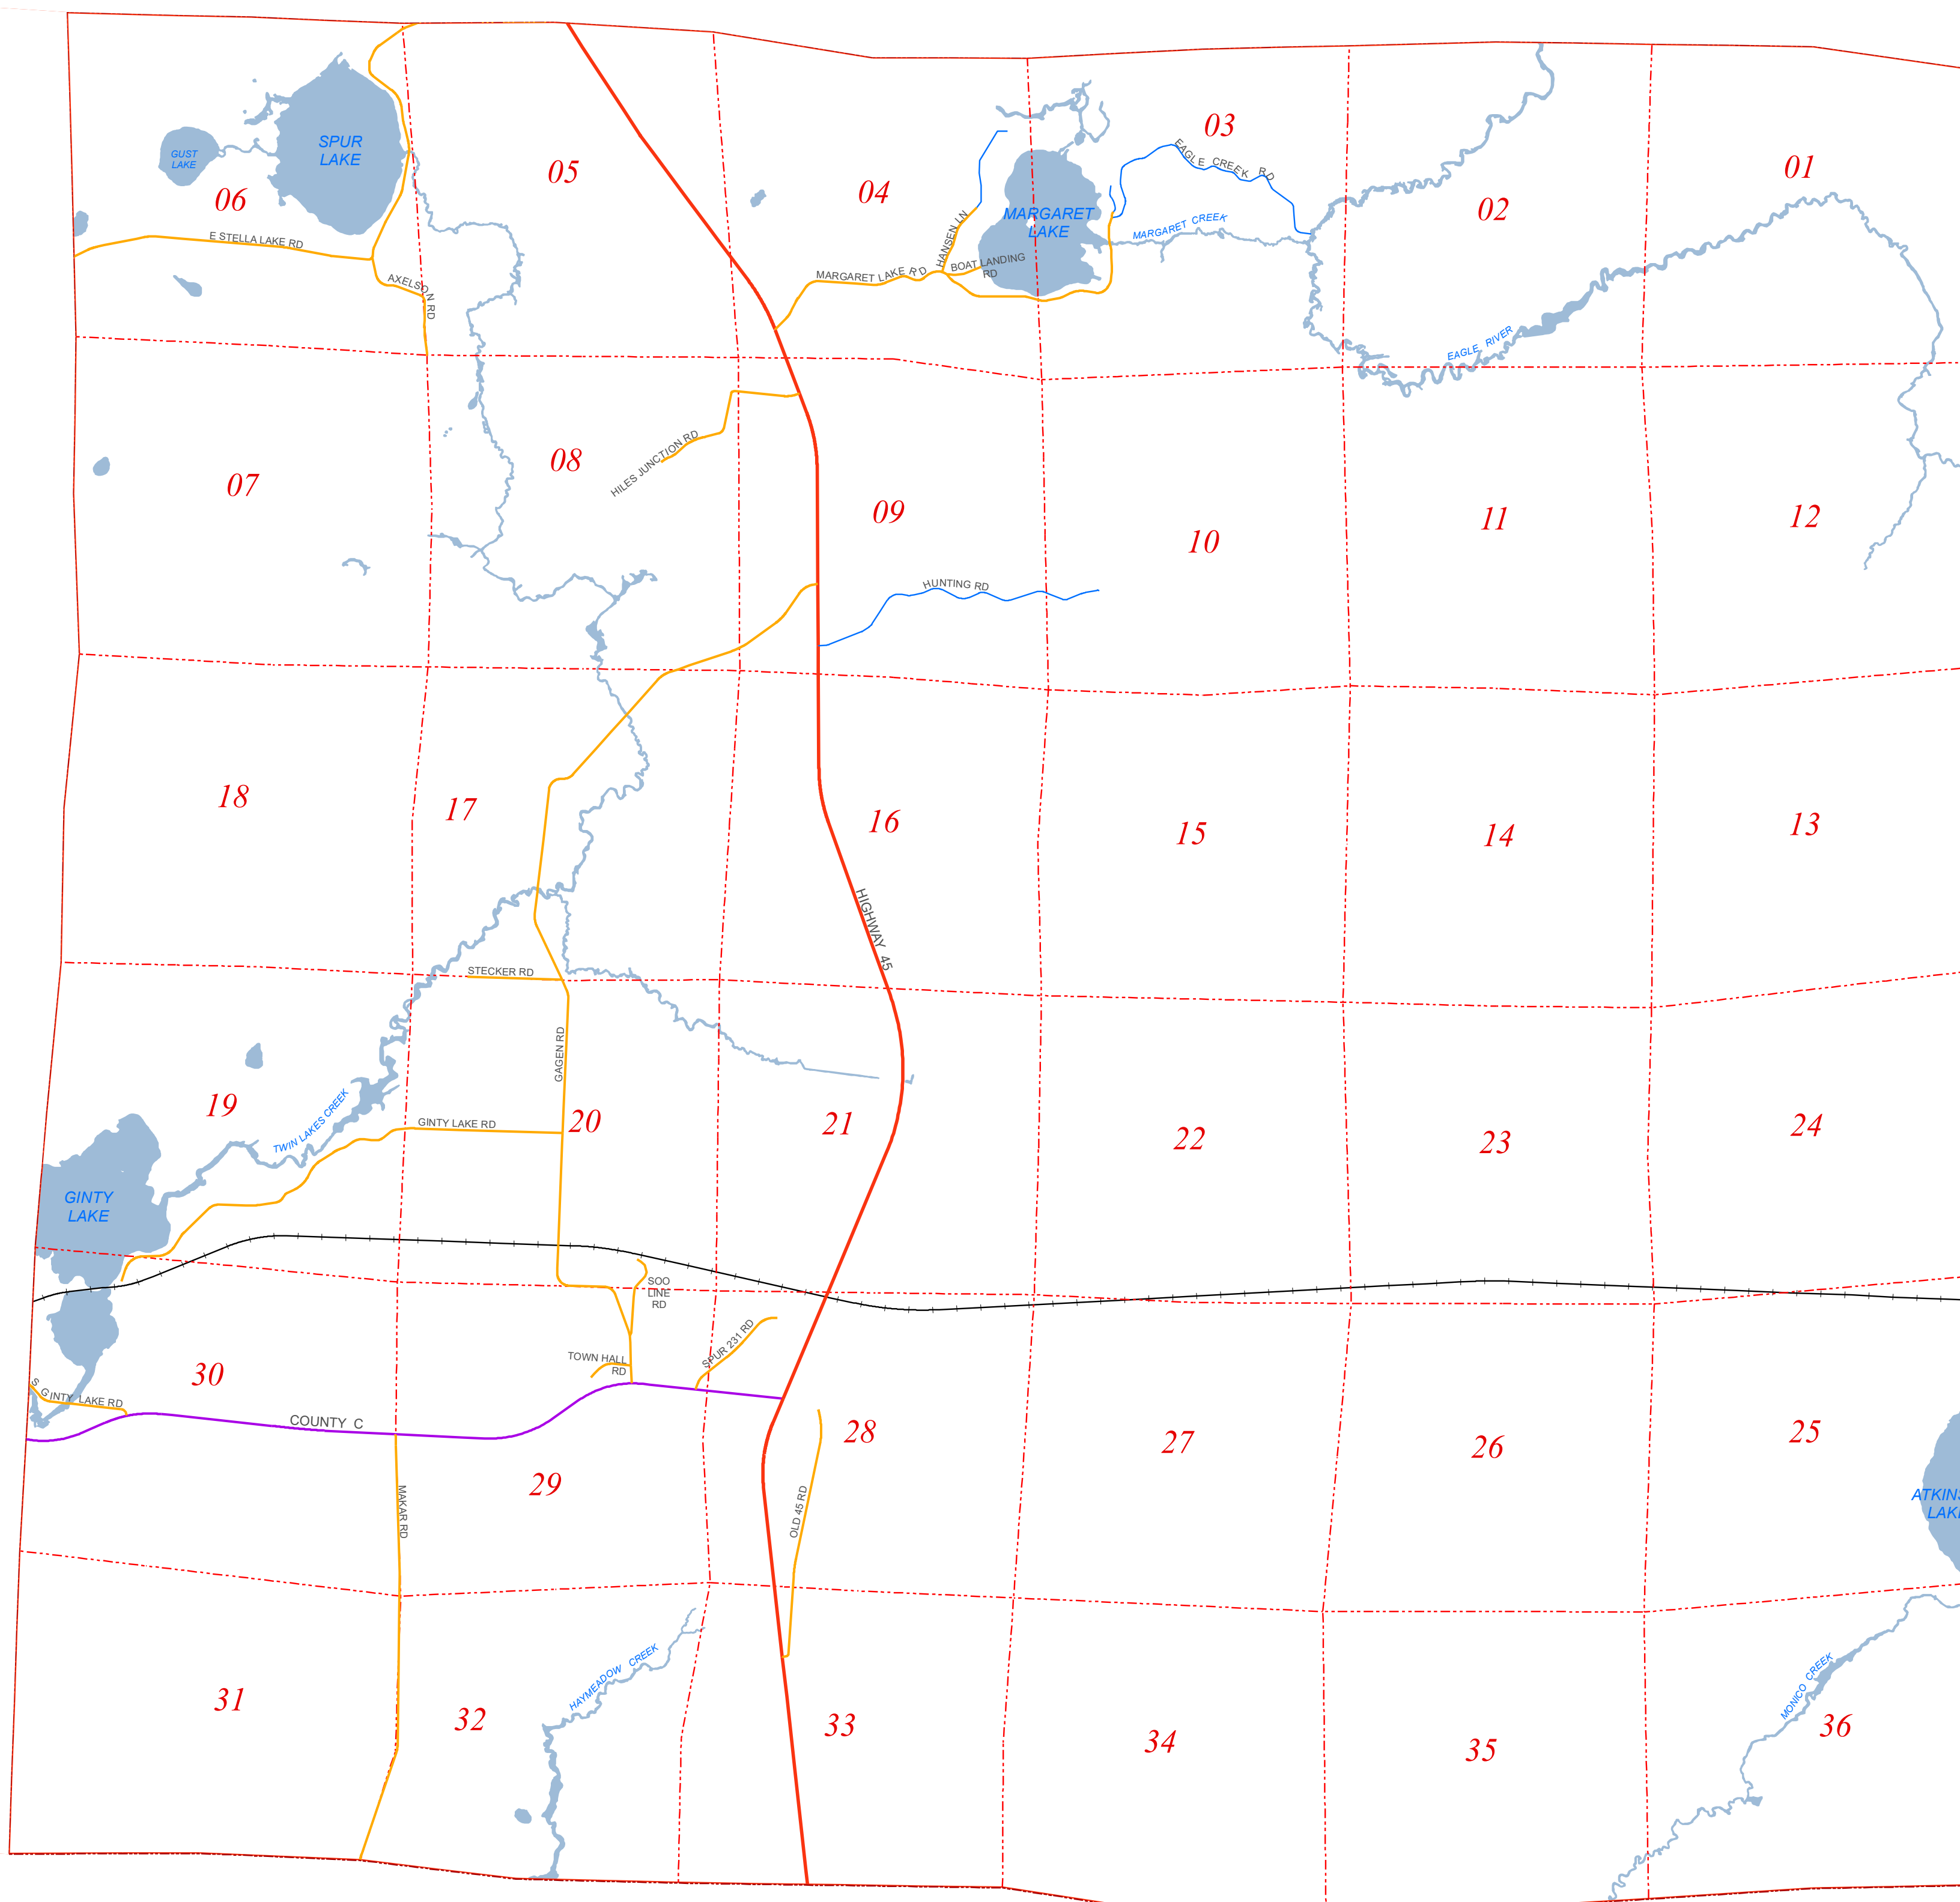 03
SPUR
LAKE
GUST
LAKE
05
01
04
06
02
EAGLE CREEK RD
MARGARET
LAKE
MARGARET CREEK
E STELLA LAKE RD
HANSEN LN
AXELSON RD
MARGARET LAKE RD
BOAT LANDING
RD
EAGLE RIVER
HILES JUNCTION RD
08
07
09
10
11
12
HUNTING RD
18
17
16
15
14
13
HIGHWAY 45
STECKER RD
GAGEN RD
19
TWIN LAKES CREEK
GINTY LAKE RD
20
21
22
23
24
GINTY
LAKE
SOO
LINE
RD
SPUR 231 RD
TOWN HALL
RD
30
S GINTY LAKE RD
COUNTY C
28
27
26
25
29
MAKAR RD
OLD 45 RD
ATKINS
LAK
HAYMEADOW CREEK
MONICO CREEK
31
32
33
34
35
36